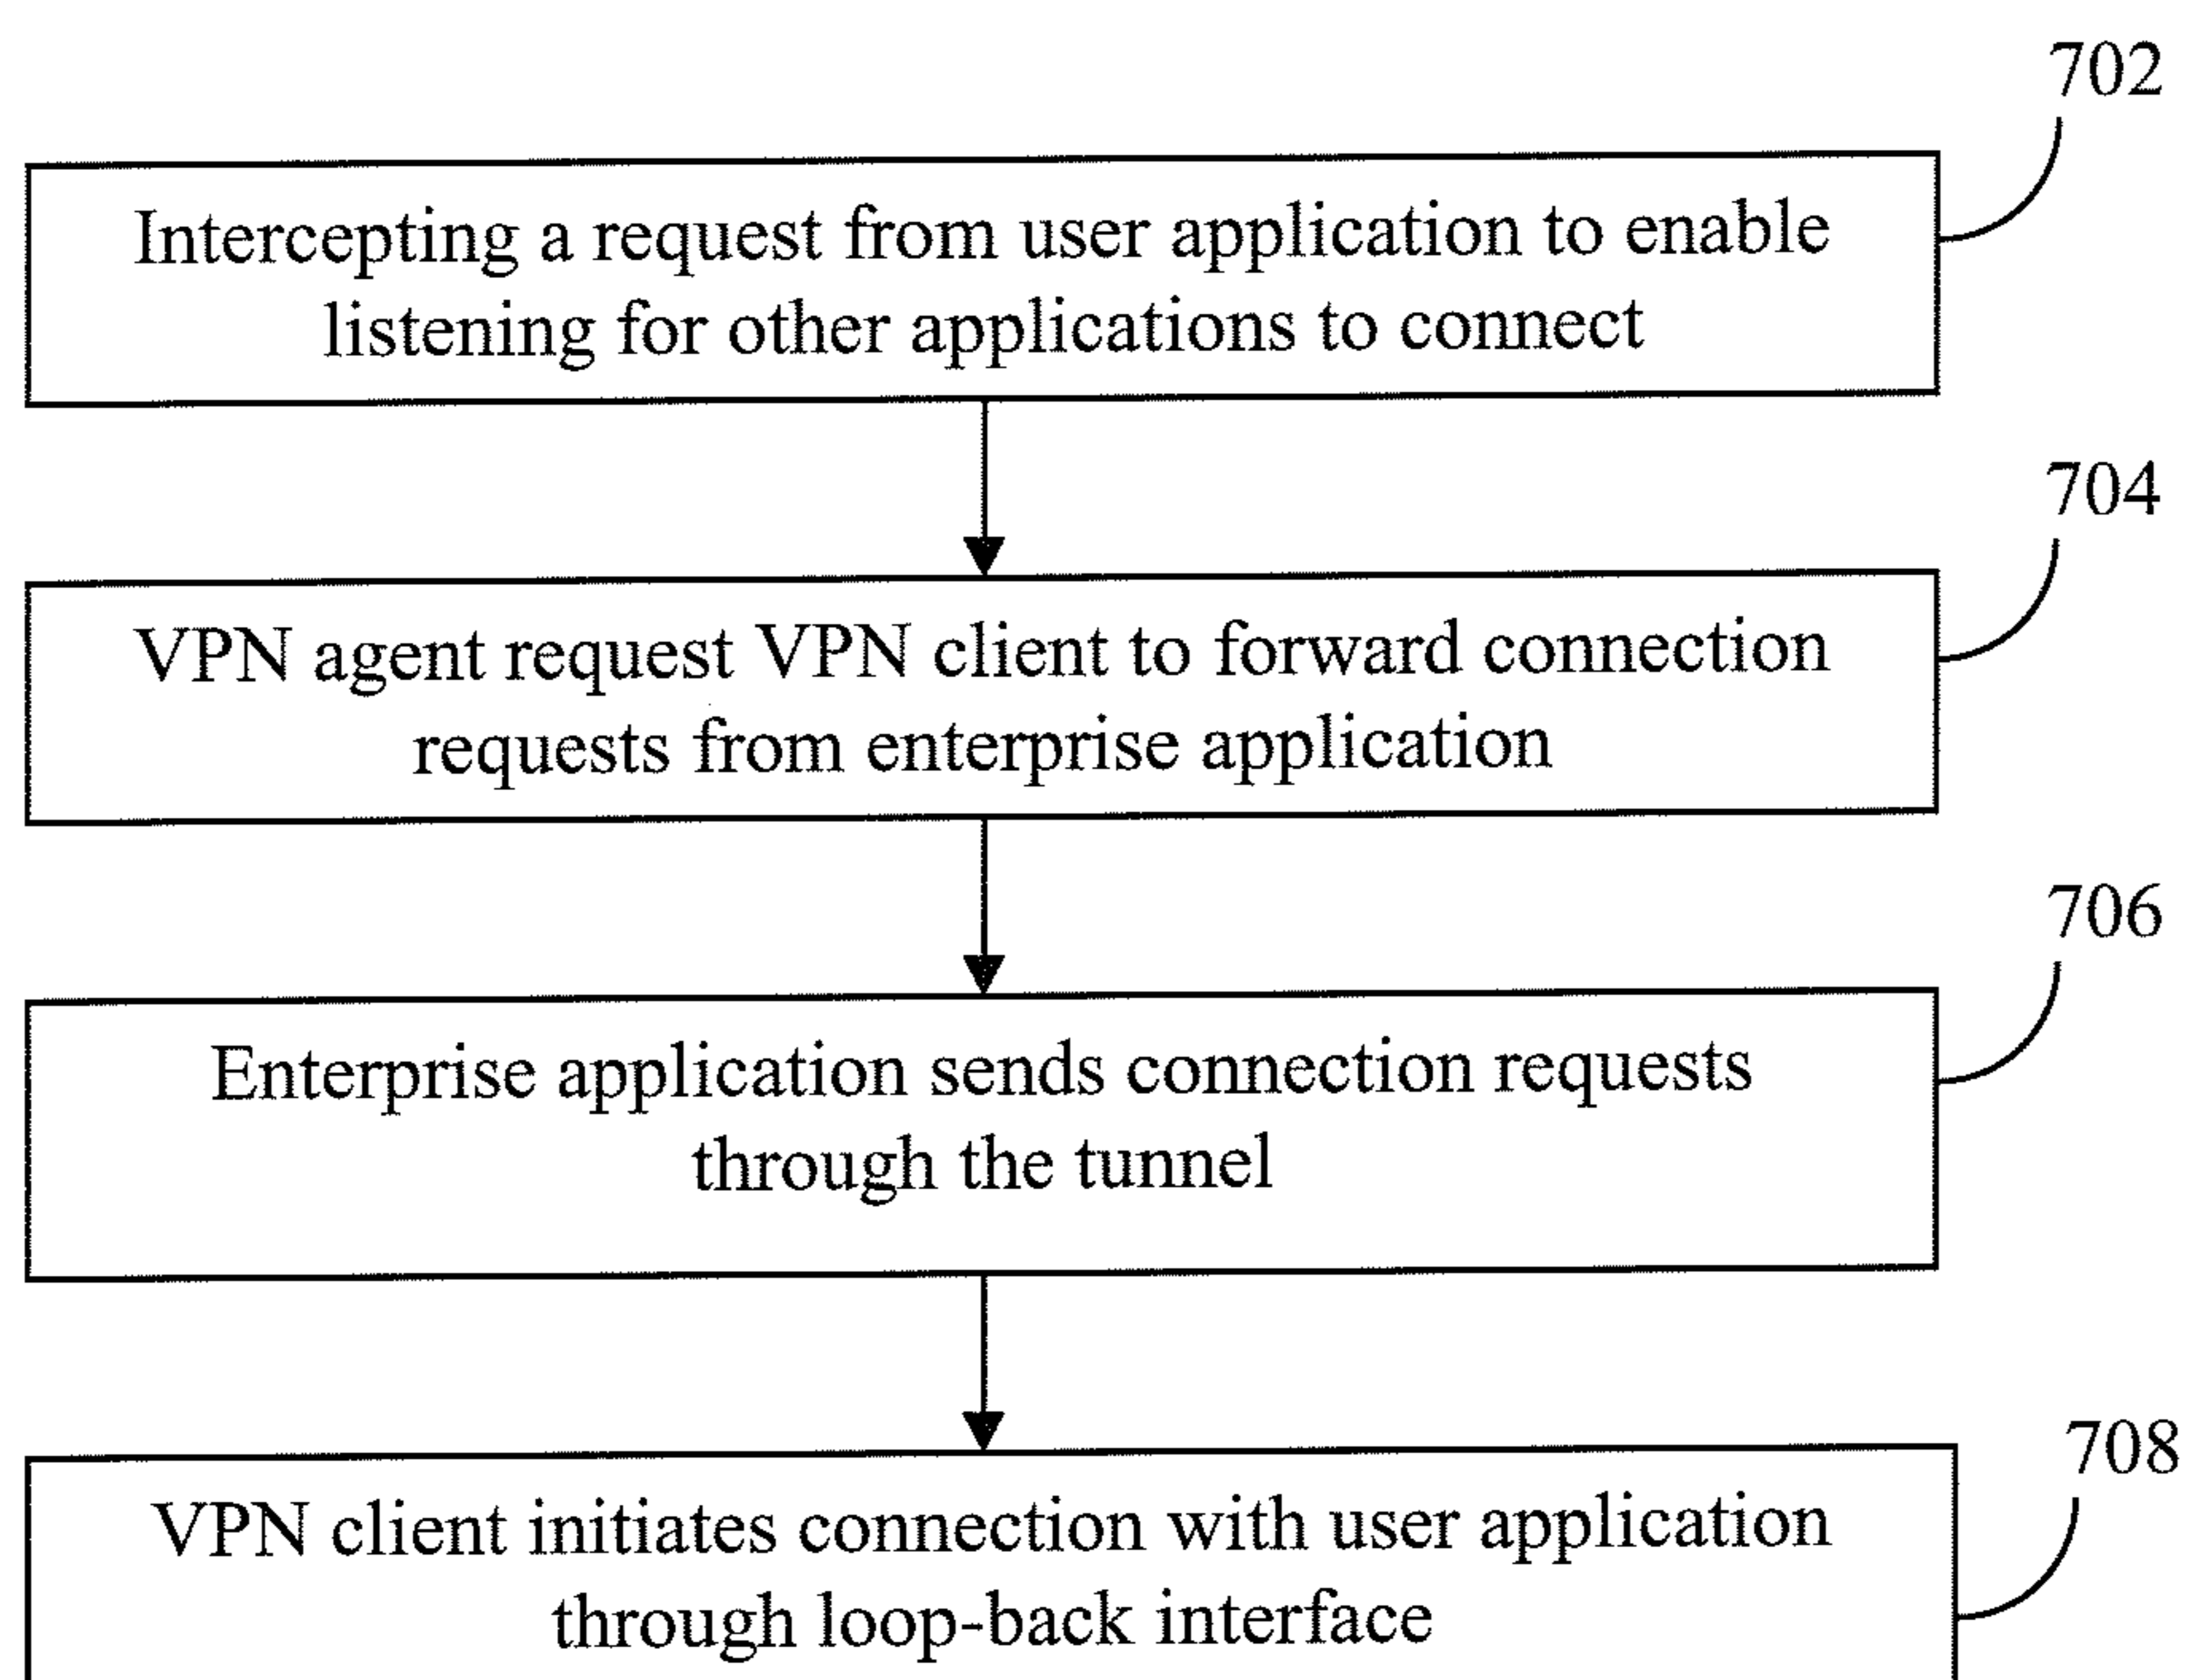 702
Intercepting a request from user application to enable
listening for other applications to connect
704
VPN agent request VPN client to forward connection
requests from enterprise application
706
Enterprise application sends connection requests
through the tunnel
708
VPN client initiates connection with user application
through loop-back interface